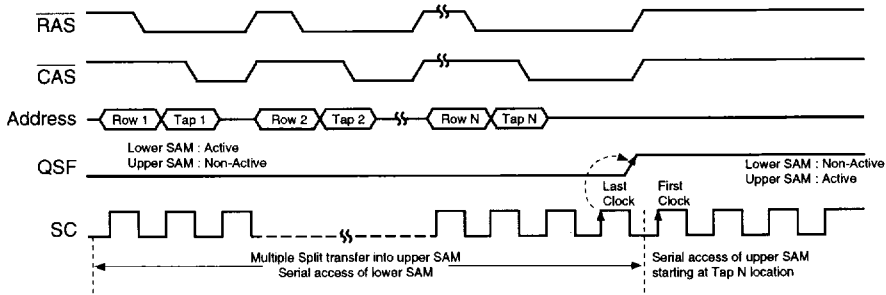 RAS
CAS
Address
Row 1
Tap 1
Row 2
Tap 2
Row N
Tap N
Lower SAM : Active
Upper SAM : Non-Active
QSF
Lower SAM : Non-Active
Upper SAM : Active
Last
Clock
First
Clock
SC
Multiple Split transfer into upper SAM
Serial access of lower SAM
Serial access of upper SAM
starting at Tap N location